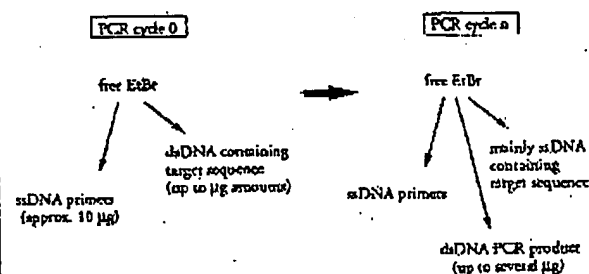 PCR cycle 0
free EtBr
dsDNA containing
target sequence
(up to µg amounts)
ssDNA primers
(approx. 10 µg)
PCR cycle n
free EtBr
mainly ssDNA
containing
target sequence
ssDNA primers
dsDNA PCR product
(up to several µg)